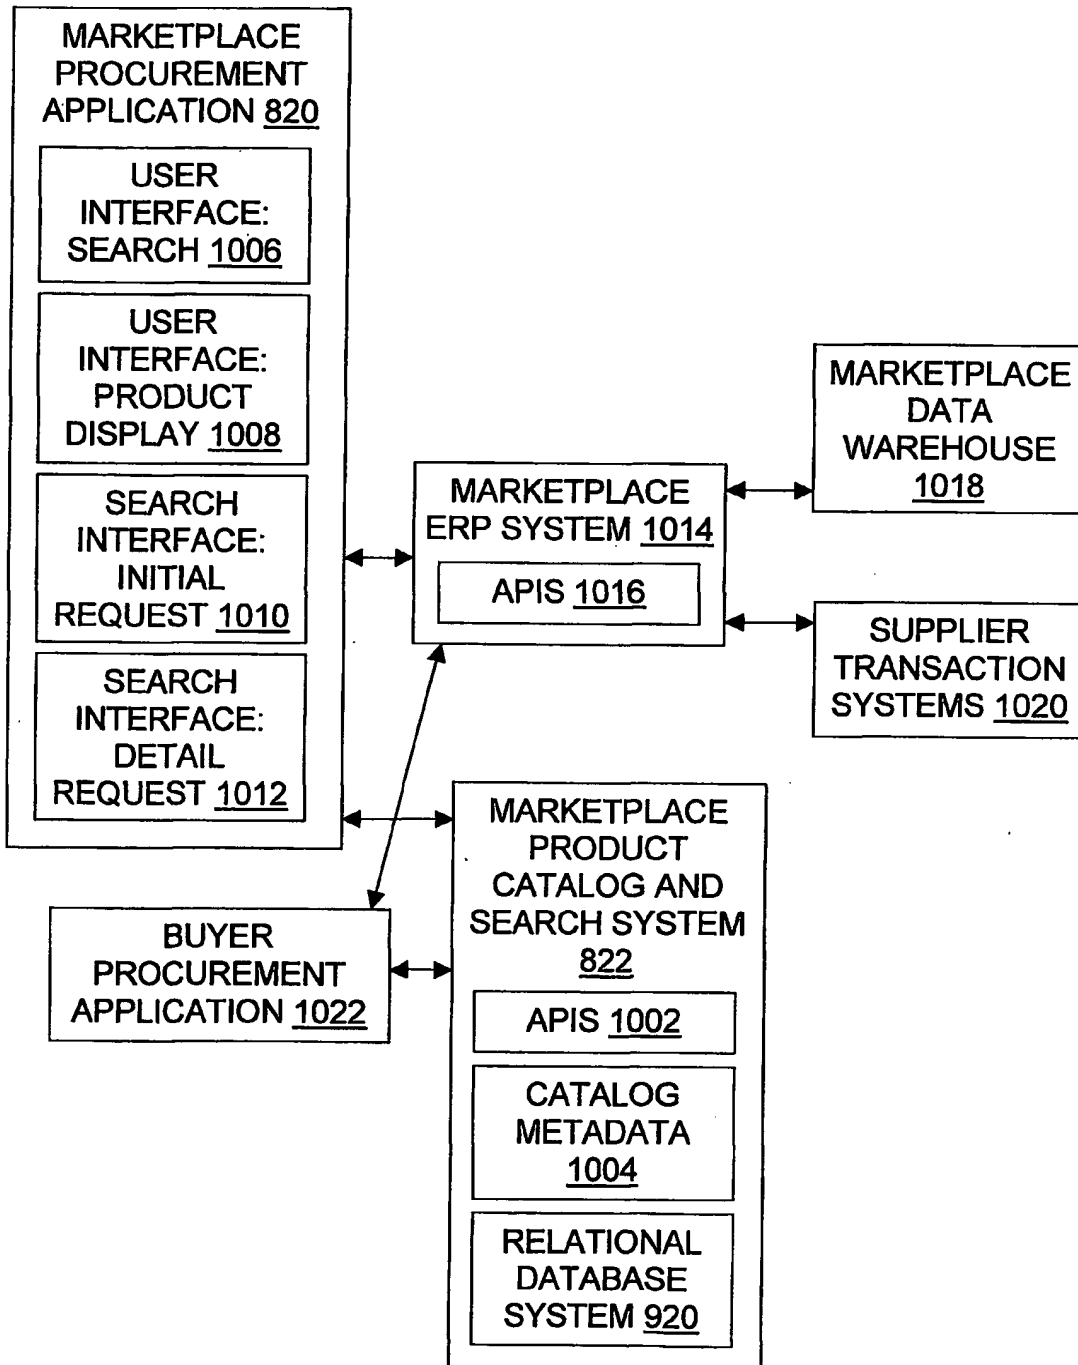 MARKETPLACE
PROCUREMENT
APPLICATION 820
USER
INTERFACE:
SEARCH 1006
USER
INTERFACE:
PRODUCT
DISPLAY 1008
SEARCH
INTERFACE:
INITIAL
REQUEST 1010
SEARCH
INTERFACE:
DETAIL
REQUEST 1012
MARKETPLACE
ERP SYSTEM 1014
APIS 1016
MARKETPLACE
DATA
WAREHOUSE
1018
SUPPLIER
TRANSACTION
SYSTEMS 1020
BUYER
PROCUREMENT
APPLICATION 1022
MARKETPLACE
PRODUCT
CATALOG AND
SEARCH SYSTEM
822
APIS 1002
CATALOG
METADATA
1004
RELATIONAL
DATABASE
SYSTEM 920